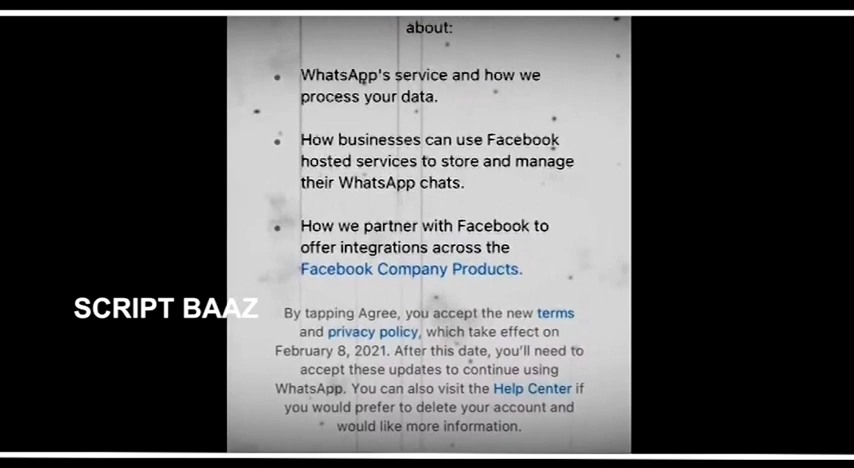 about:
WhatsApp's service and how we
process your data.
How businesses can use Facebook
hosted services to store and manage
their WhatsApp chats.
How we partner with Facebook to
offer integrations across the
Facebook Company Products.
SCRIPT BAAZ
By tapping Agree, you accept the new terms
and privacy policy, which take effect on
February 8, 2021. After this date, you'll need to
accept these updates to continue using
WhatsApp. You can also visit the Help Center if
you would prefer to delete your account and
would like more information.